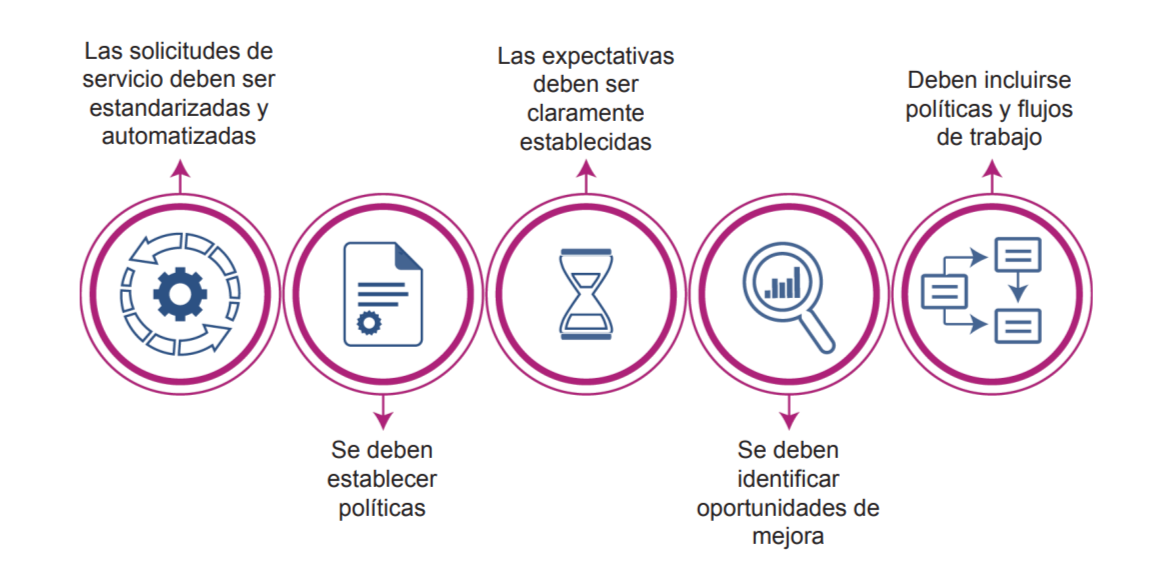 Las solicitudes de
servicio deben ser
estandarizadas y
automatizadas
Se deben
establecer
políticas
Las expectativas
deben ser
claramente
establecidas
Se deben
identificar
oportunidades de
mejora
Deben incluirse
políticas y flujos
de trabajo